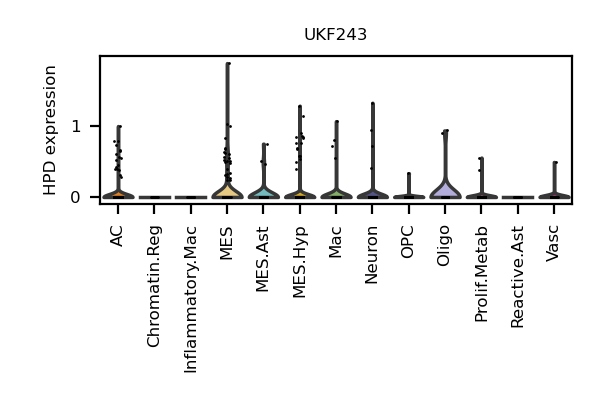 UKF243
HPD expression
1
0
AC
Chromatin.Reg
Inflammatory.Mac
MES
MES.Ast
MES.Hyp
Mac
Neuron
OPC
Oligo
Prolif.Metab
Reactive.Ast
Vasc